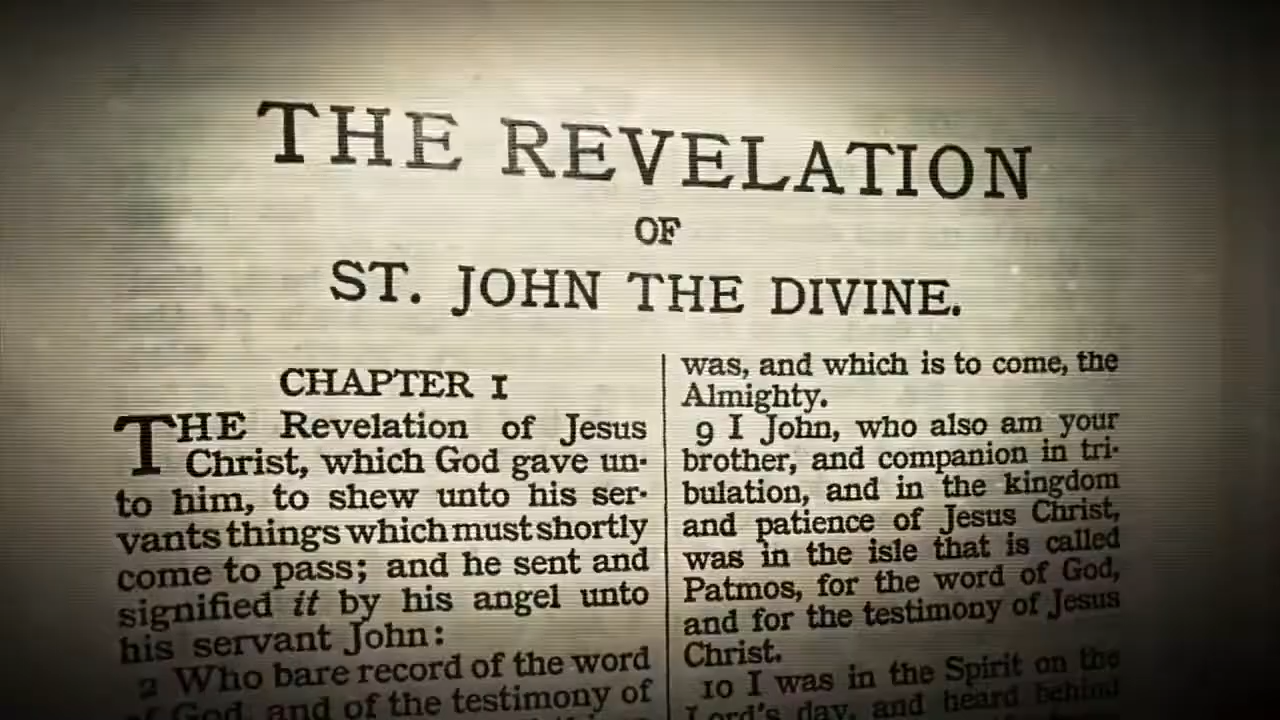 THE REVELATION
OF
ST. JOHN THE DIVINE.
CHAPTER I
THE Revelation of Jesus
Christ, which God gave un-
to him, to shew unto his ser-
vants things which must shortly
come to pass; and he sent and
signified it by his angel unto
his servant John:
2 Who bare record of the word
of God, and of the testimony of
was, and which is to come, the
Almighty.
9 I John, who also am your
brother, and companion in tri-
bulation, and in the kingdom
and patience of Jesus Christ,
was in the isle that is called
Patmos, for the word of God,
and for the testimony of Jesus
Christ.
10 I was in the Spirit on the
Lord's day, and heard behind